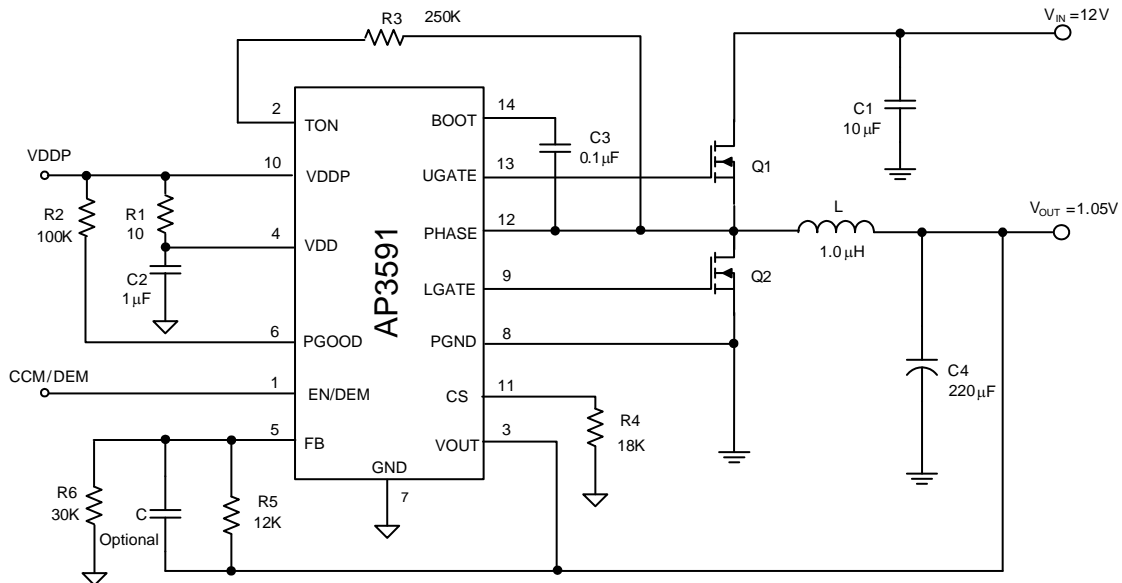 R3 250K
V_IN =12V
2
TON
14
BOOT
C3
0.1µF
C1
10µF
VDDP
10
VDDP
13
UGATE
Q1
R2
100K
R1
10
4
VDD
C2
1µF
AP3591
12
PHASE
L
1.0µH
V_OUT =1.05V
9
LGATE
Q2
6
PGOOD
8
PGND
CCM/DEM
1
EN/DEM
11
CS
R4
18K
C4
220µF
5
FB
3
VOUT
GND
7
R6
30K
C
Optional
R5
12K